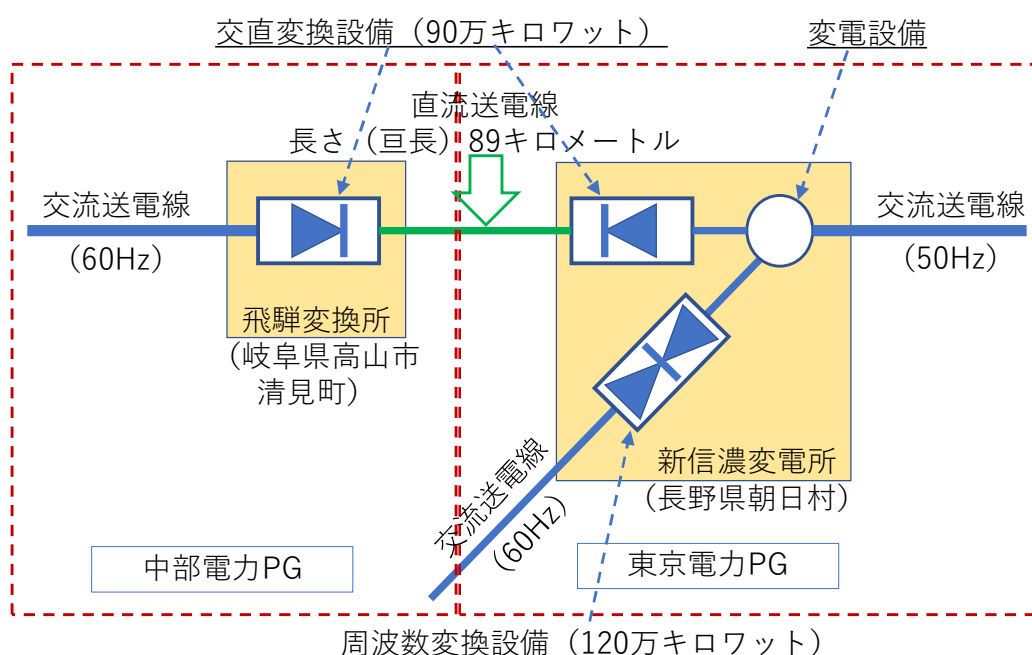 交直変換設備（90万キロワット）
変電設備
直流送電線
長さ（亘長）89キロメートル
交流送電線
(60Hz)
交流送電線
(50Hz)
飛騨変換所
(岐阜県高山市
清見町）
新信濃変電所
(長野県朝日村）
交流送電線
(60Hz)
中部電力PG
東京電力PG
周波数変換設備（120万キロワット）